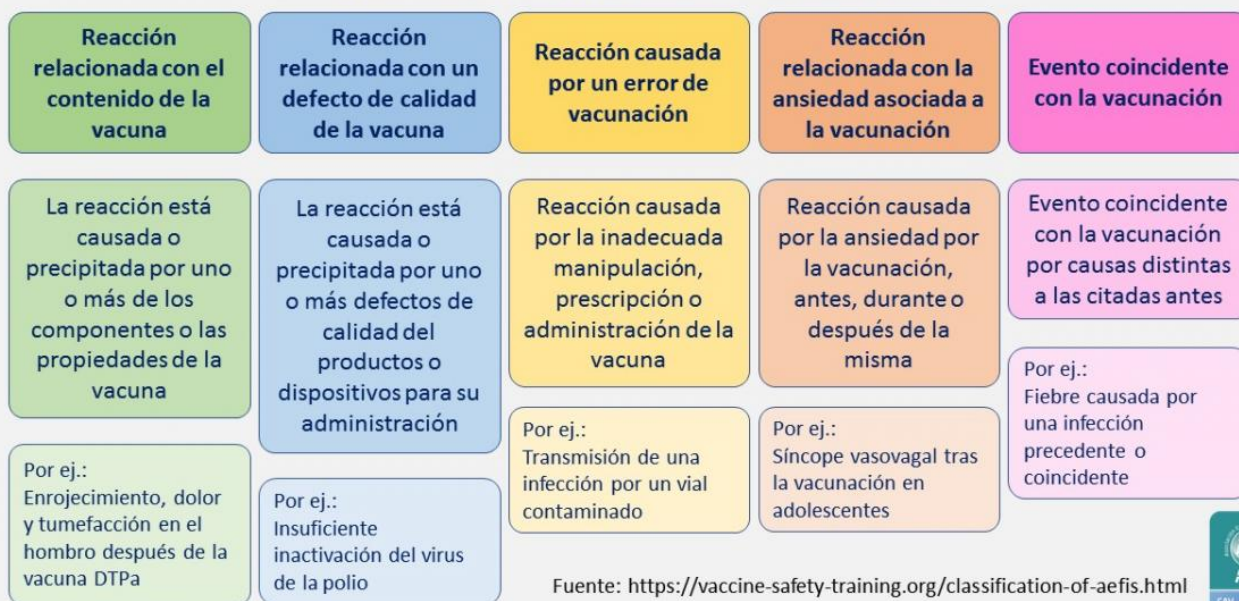 Reacción
relacionada con el
contenido de la
vacuna
Reacción
relacionada con un
defecto de calidad
de la vacuna
Reacción causada
por un error de
vacunación
Reacción
relacionada con la
ansiedad asociada a
la vacunación
Evento coincidente
con la vacunación
La reacción está
causada o
precipitada por uno
o más de los
componentes o las
propiedades de la
vacuna
La reacción está
causada o
precipitada por uno
o más defectos de
calidad del
productos o
dispositivos para su
administración
Reacción causada
por la inadecuada
manipulación,
prescripción o
administración de la
vacuna
Reacción causada
por la ansiedad por
la vacunación,
antes, durante o
después de la
misma
Evento coincidente
con la vacunación
por causas distintas
a las citadas antes
Por ej.:
Enrojecimiento, dolor
y tumefacción en el
hombro después de la
vacuna DTPa
Por ej.:
Insuficiente
inactivación del virus
de la polio
Por ej.:
Transmisión de una
infección por un vial
contaminado
Por ej.:
Síncope vasovagal tras
la vacunación en
adolescentes
Por ej.:
Fiebre causada por
una infección
precedente o
coincidente
Fuente: https://vaccine-safety-training.org/classification-of-aefis.html